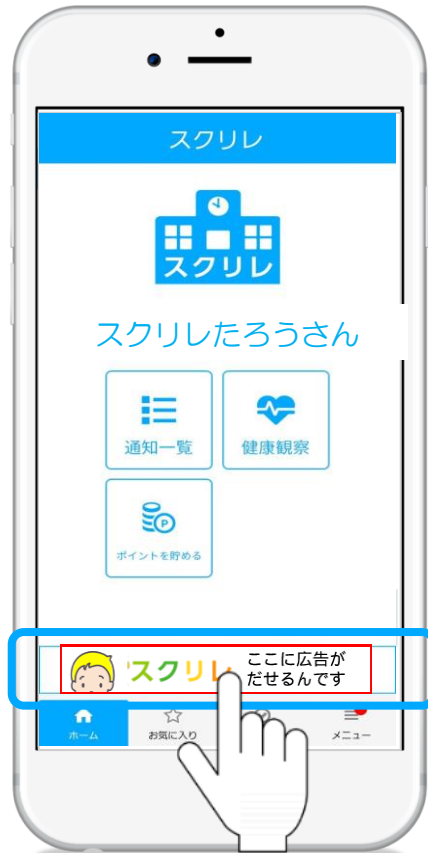 スクリレ
スクリレ
スクリレたろうさん
通知一覧
健康観察
ポイントを貯める
スクリレ
ここに広告が
だせるんです
ホーム
お気に入り
メニュー